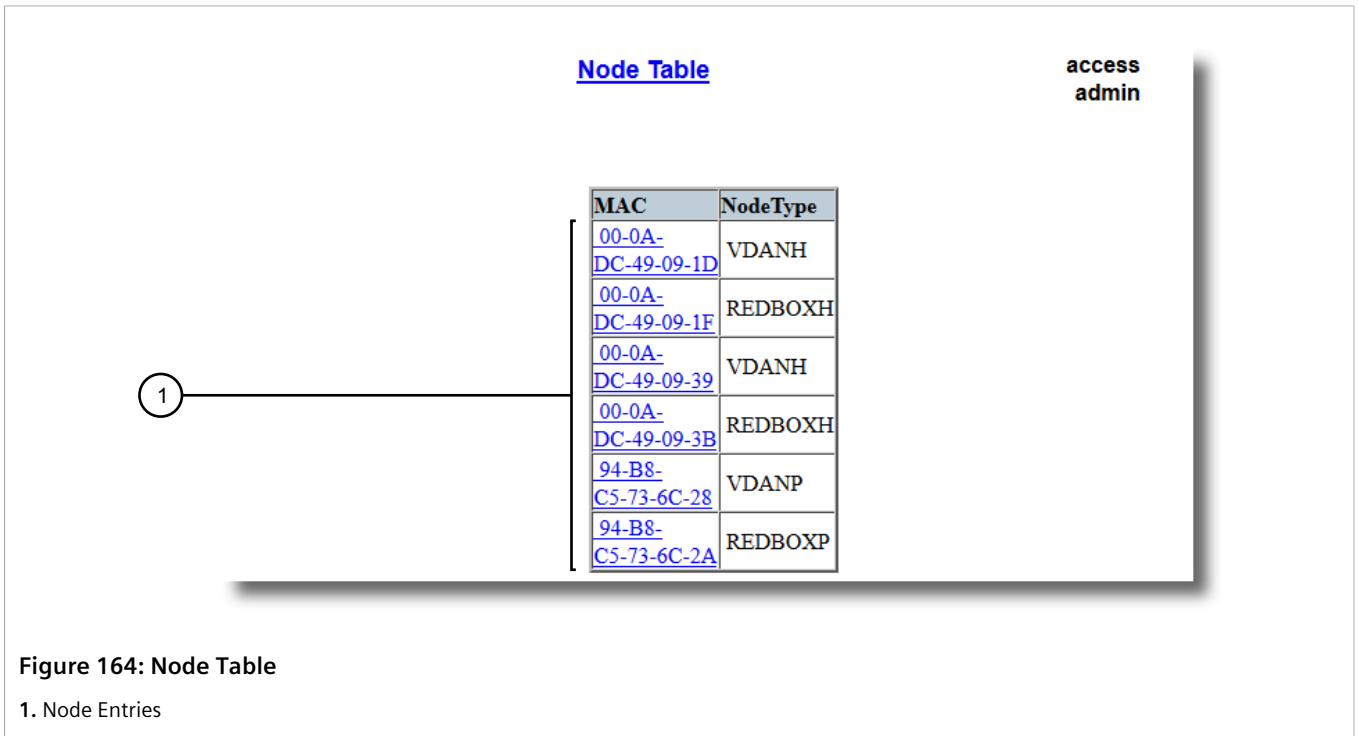 Node Table
access
admin
MAC NodeType
00-0A-
DC-49-09-1D VDANH
00-0A-
DC-49-09-1F REDBOXH
00-0A-
DC-49-09-39 VDANH
00-0A-
DC-49-09-3B REDBOXH
94-B8-
C5-73-6C-28 VDANP
94-B8-
C5-73-6C-2A REDBOXP
1
Figure 164: Node Table
1. Node Entries